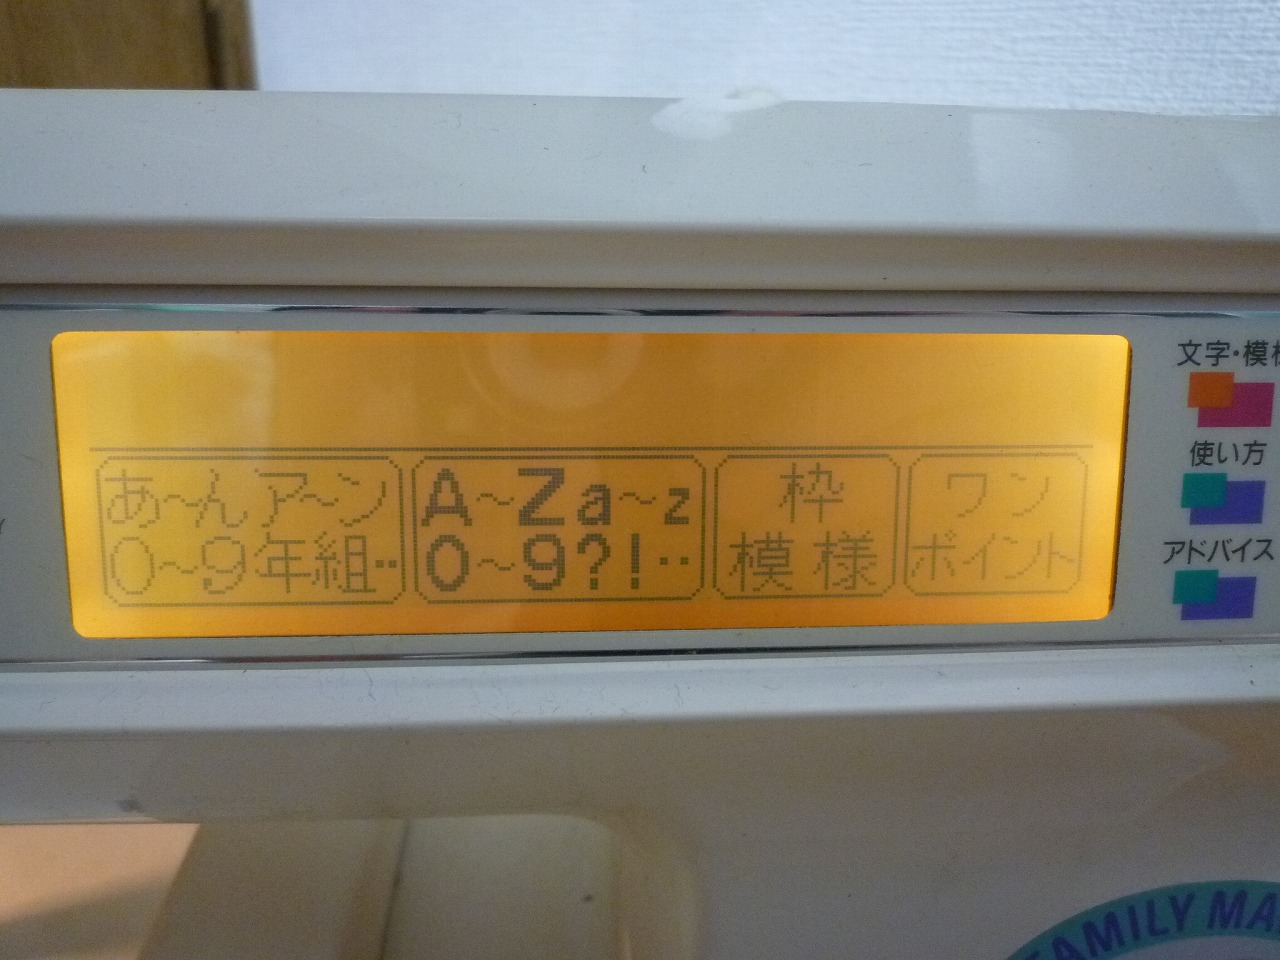 あ～んア～ン
0～9年組‥
A～Za～z
0～9?!‥
枠
模様
ワン
ポイント
文字・模
使い方
アドバイス
FAMILY MA